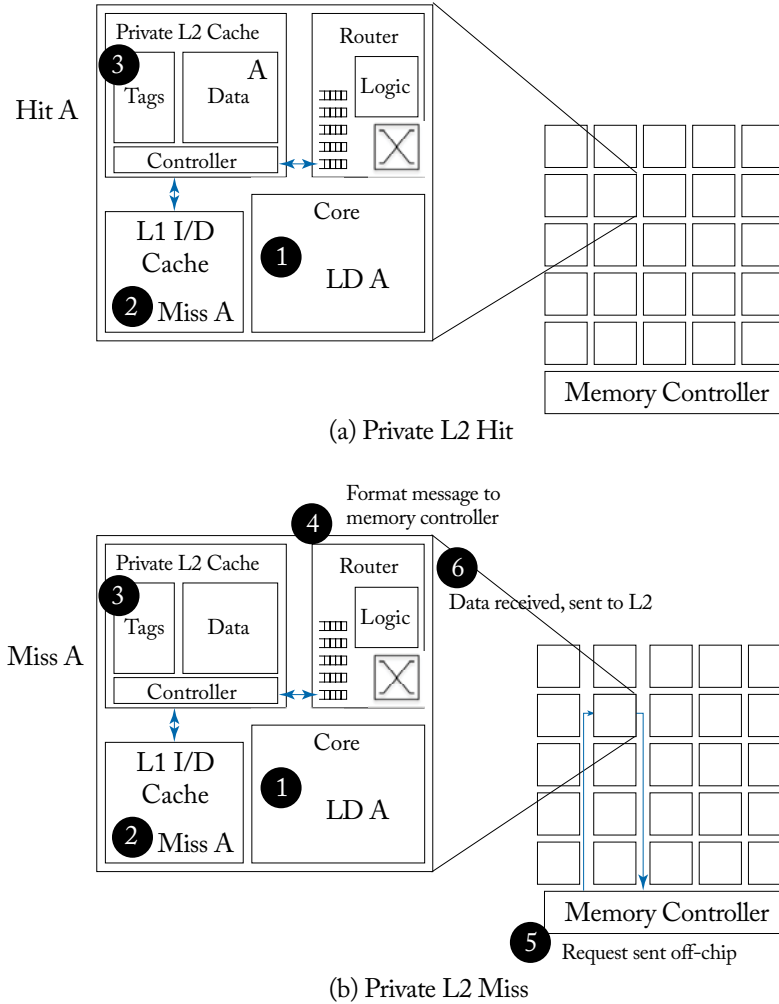 Private L2 Cache
Router
3
A
Logic
Tags
Data
Hit A
Controller
Core
L1 I/D
Cache
1
LD A
2
Miss A
Memory Controller
(a) Private L2 Hit
Format message to
memory controller
4
Private L2 Cache
Router
6
3
Data received, sent to L2
Logic
Tags
Data
Miss A
Controller
Core
L1 I/D
Cache
1
LD A
2
Miss A
Memory Controller
5
Request sent off-chip
(b) Private L2 Miss